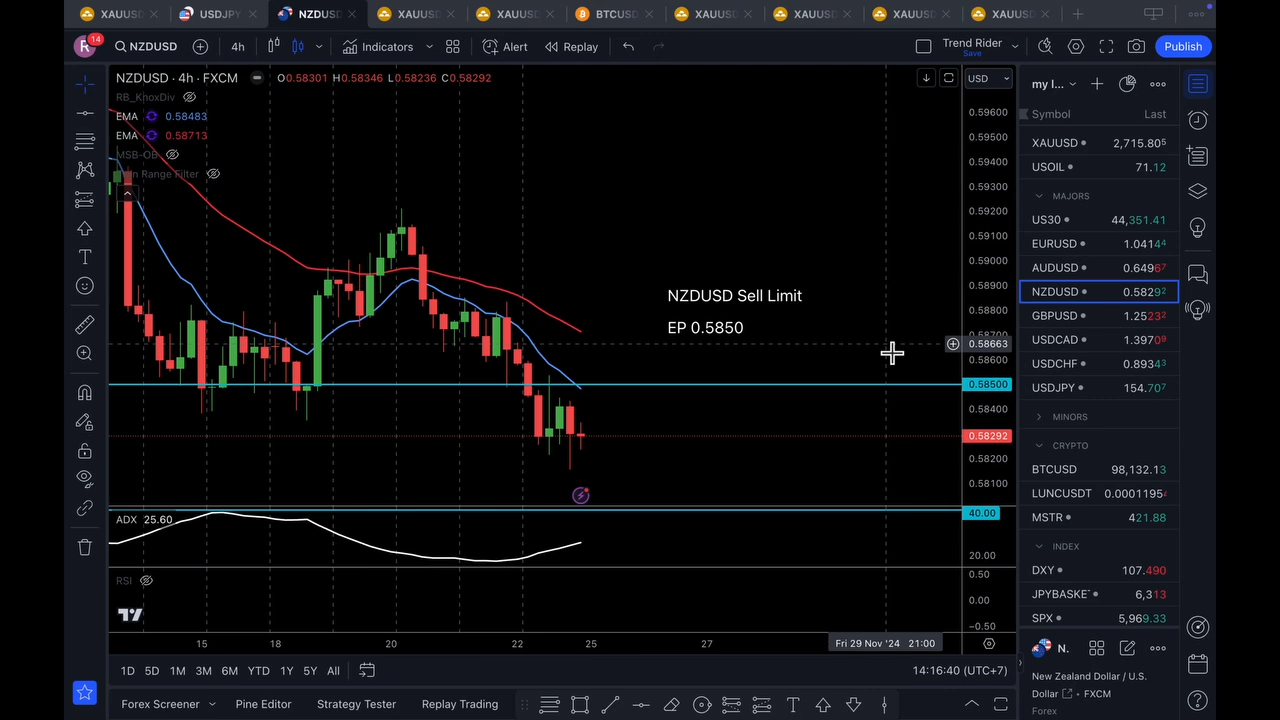 XAUUSD USDJPY NZDUSD XAUUSD XAUUSD BTCUSD XAUUSD XAUUSD XAUUSD XAUUSD
R 14 NZDUSD 4h Indicators Alert Replay Trend Rider Save Publish
NZDUSD · 4h · FXCM O0.58301 H0.58346 L0.58236 C0.58292
RB_KnoxDiv
EMA 0.58483
EMA 0.58713
MSB-OB
Range Filter
USD
0.59600
0.59500
0.59400
0.59300
0.59200
0.59100
0.59000
0.58900
0.58800
0.58663
0.58600
0.58500
0.58400
0.58292
0.58200
0.58100
NZDUSD Sell Limit
EP 0.5850
ADX 25.60
40.00
20.00
RSI
0.50
0.00
−0.50
15 18 20 22 25 27 Fri 29 Nov '24 21:00
1D 5D 1M 3M 6M YTD 1Y 5Y All 14:16:40 (UTC+7)
Forex Screener Pine Editor Strategy Tester Replay Trading
my l...
Symbol Last
XAUUSD 2,715.805
USOIL 71.12
MAJORS
US30 44,351.41
EURUSD 1.04144
AUDUSD 0.64967
NZDUSD 0.58292
GBPUSD 1.25232
USDCAD 1.39709
USDCHF 0.89343
USDJPY 154.707
MINORS
CRYPTO
BTCUSD 98,132.13
LUNCUSDT 0.0001195
MSTR 421.88
INDEX
DXY 107.490
JPYBASKE 6,313
SPX 5,969.33
N.
New Zealand Dollar / U.S.
Dollar • FXCM
Forex